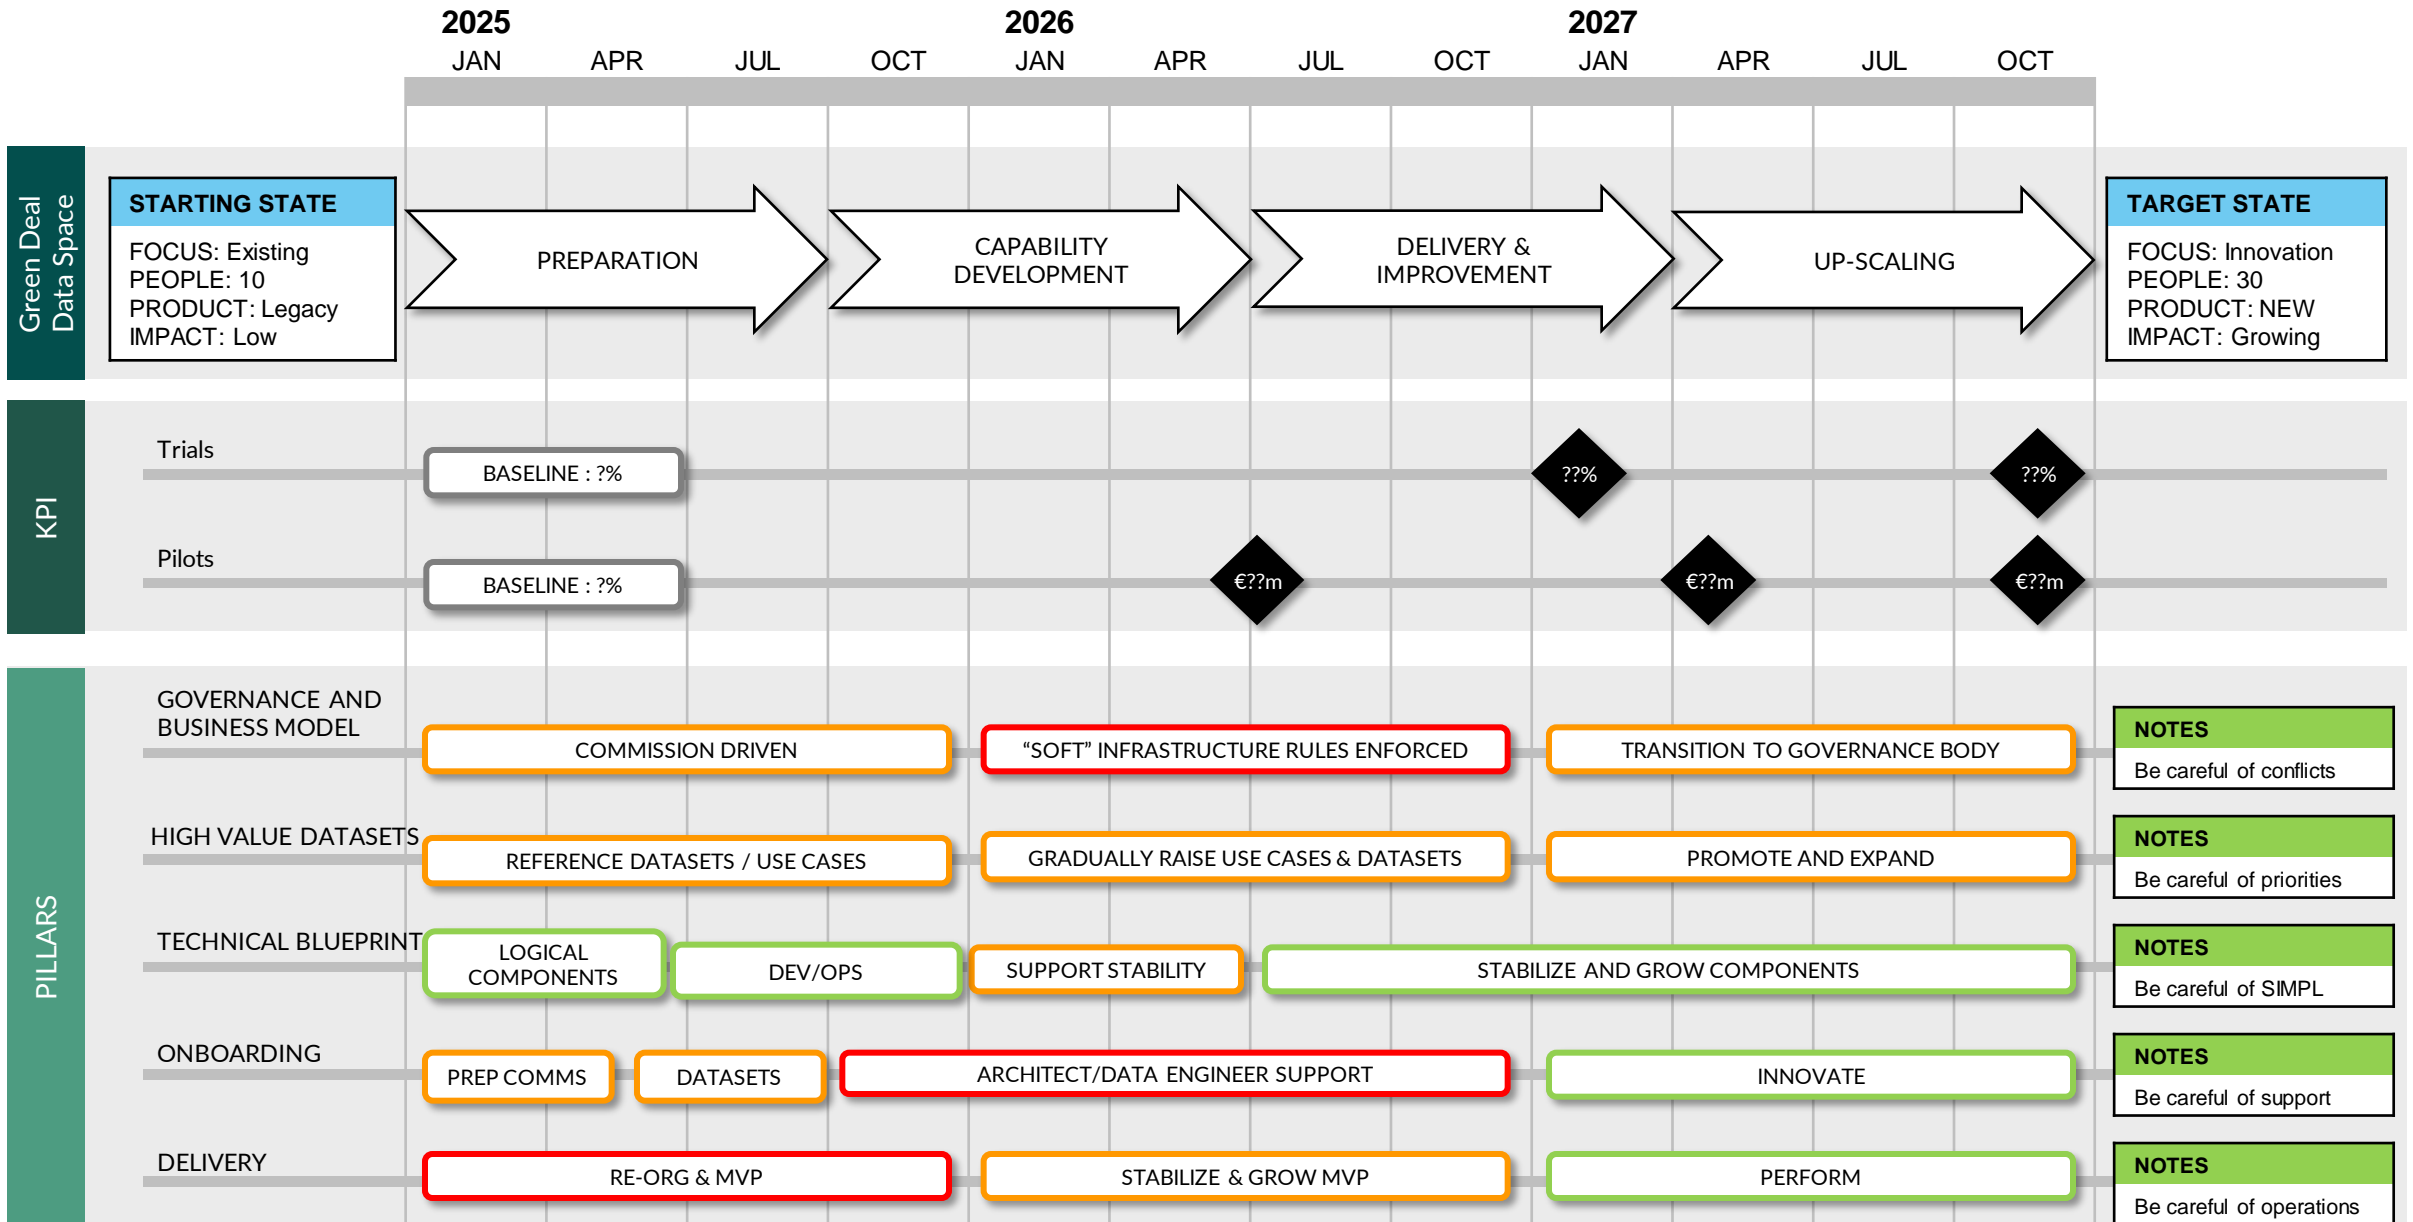 2025
2026
2027
JAN
APR
JUL
OCT
JAN
APR
JUL
OCT
JAN
APR
JUL
OCT
Green Deal
Data Space
STARTING STATE
FOCUS: Existing
PEOPLE: 10
PRODUCT: Legacy
IMPACT: Low
PREPARATION
CAPABILITY
DEVELOPMENT
DELIVERY &
IMPROVEMENT
UP-SCALING
TARGET STATE
FOCUS: Innovation
PEOPLE: 30
PRODUCT: NEW
IMPACT: Growing
KPI
Trials
BASELINE : ?%
??%
??%
Pilots
BASELINE : ?%
€??m
€??m
€??m
PILLARS
GOVERNANCE AND
BUSINESS MODEL
COMMISSION DRIVEN
“SOFT” INFRASTRUCTURE RULES ENFORCED
TRANSITION TO GOVERNANCE BODY
NOTES
Be careful of conflicts
HIGH VALUE DATASETS
REFERENCE DATASETS / USE CASES
GRADUALLY RAISE USE CASES & DATASETS
PROMOTE AND EXPAND
NOTES
Be careful of priorities
TECHNICAL BLUEPRINT
LOGICAL
COMPONENTS
DEV/OPS
SUPPORT STABILITY
STABILIZE AND GROW COMPONENTS
NOTES
Be careful of SIMPL
ONBOARDING
PREP COMMS
DATASETS
ARCHITECT/DATA ENGINEER SUPPORT
INNOVATE
NOTES
Be careful of support
DELIVERY
RE-ORG & MVP
STABILIZE & GROW MVP
PERFORM
NOTES
Be careful of operations